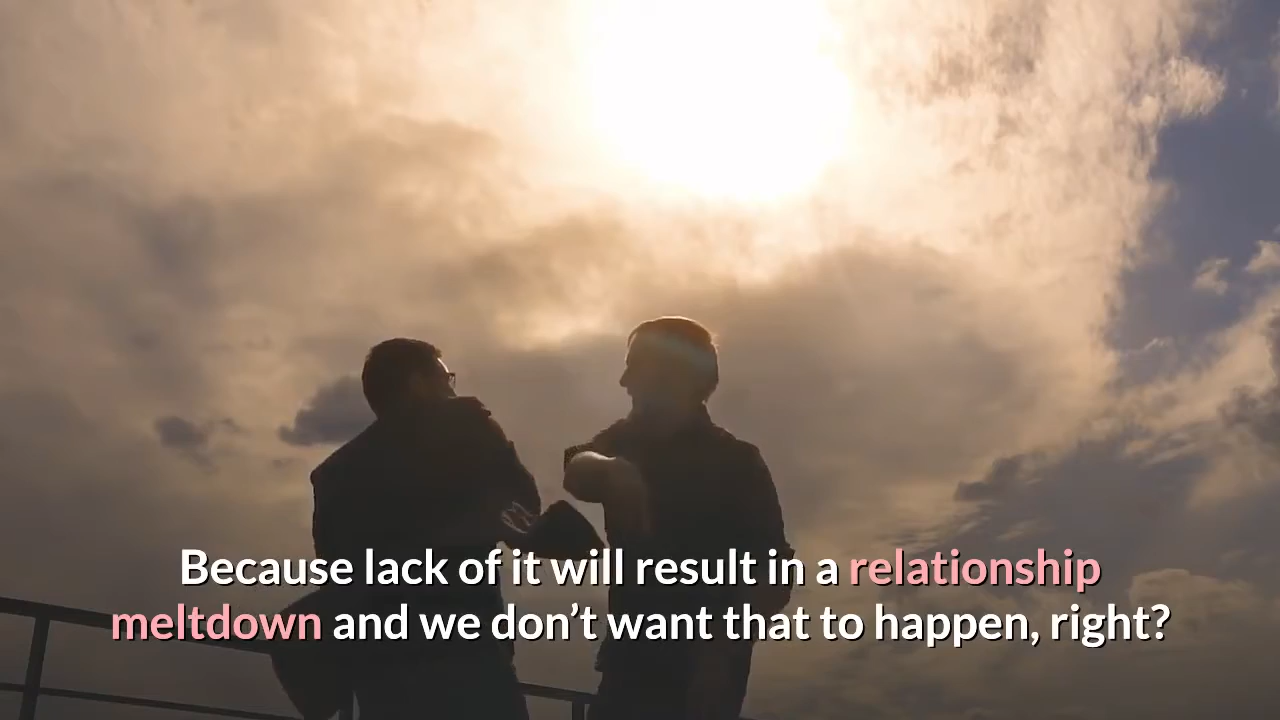 Because lack of it will result in a relationship
meltdown and we don’t want that to happen, right?